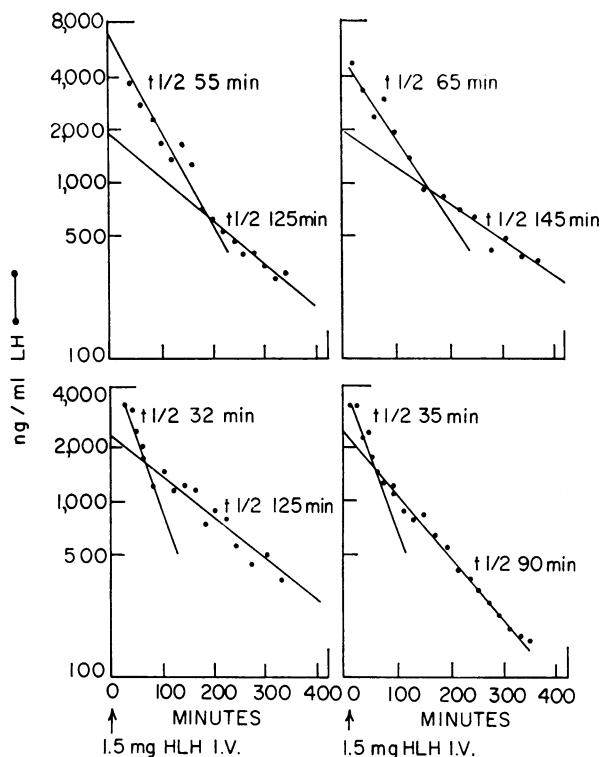 8,000
4,000
2,000
1,000
500
100
t 1/2 55 min
t 1/2 125 min
t 1/2 65 min
t 1/2 145 min
ng / ml LH
4,000
2,000
1,000
500
100
t 1/2 32 min
t 1/2 125 min
t 1/2 35 min
t 1/2 90 min
0 100 200 300 400
0 100 200 300 400
MINUTES
MINUTES
1.5 mg HLH I.V.
1.5 mg HLH I.V.